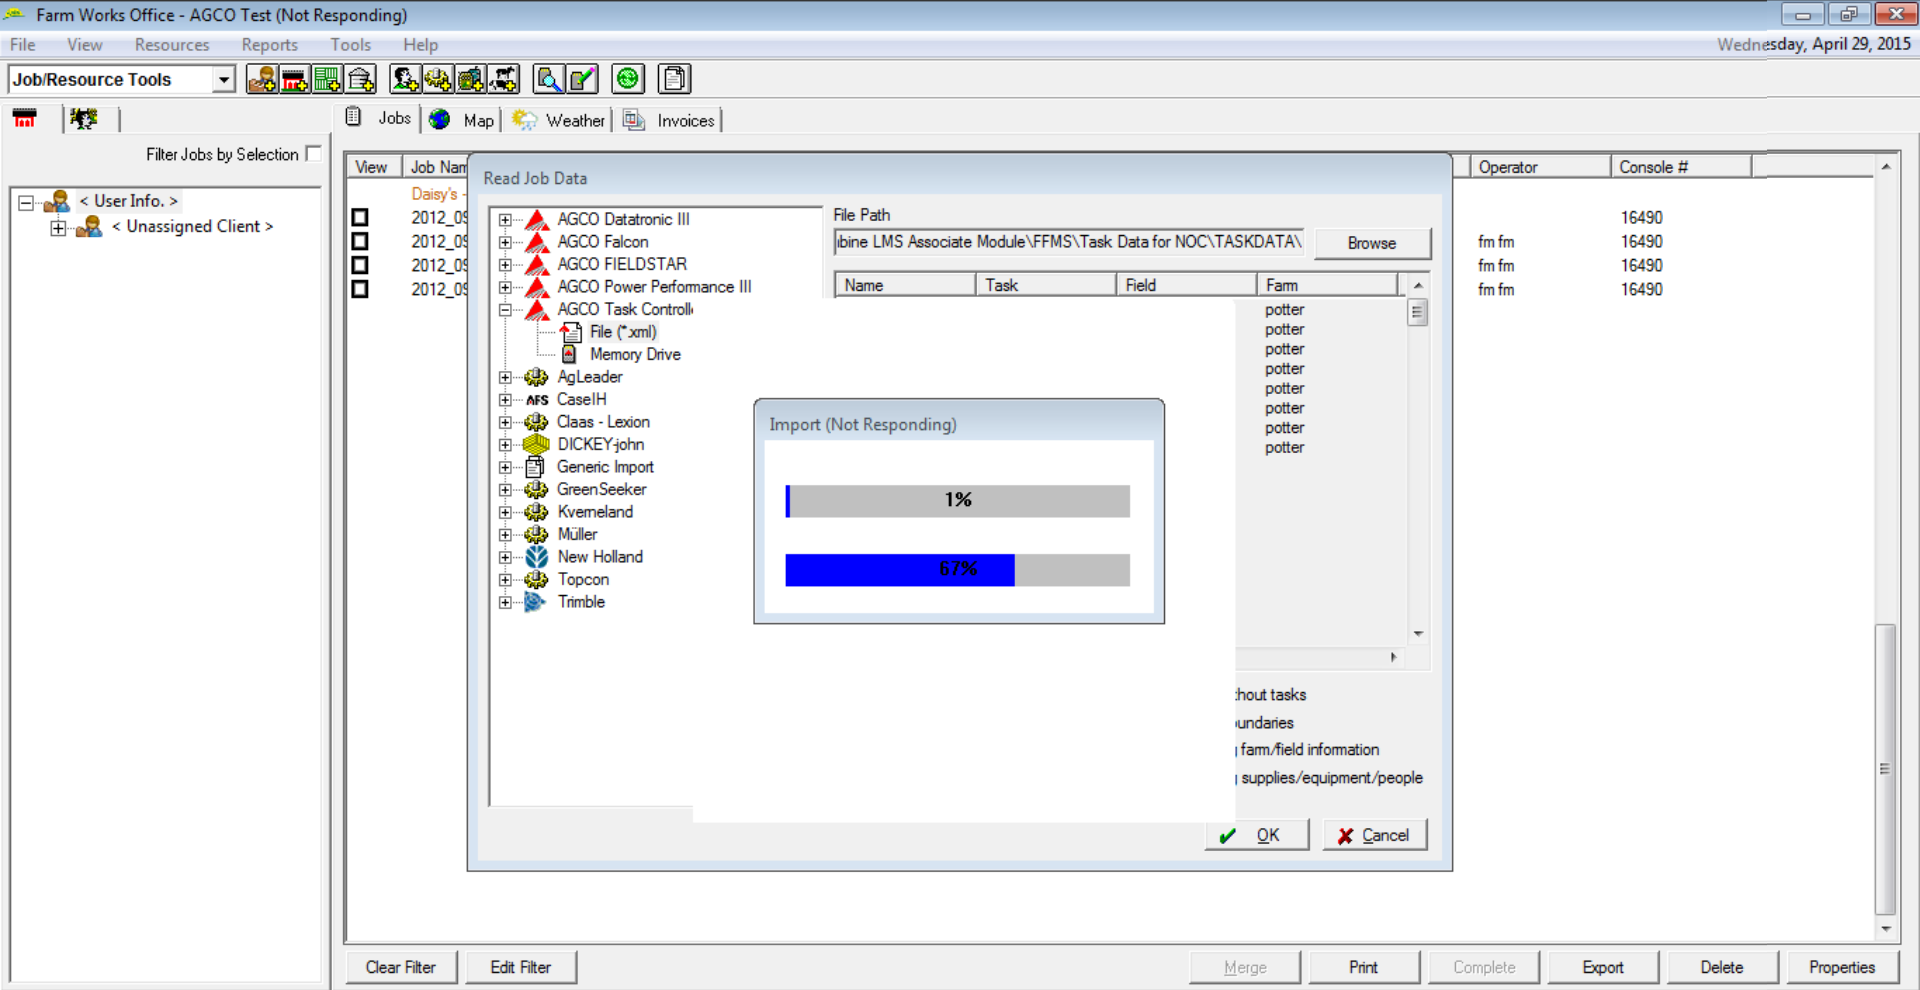 Farm Works Office - AGCO Test (Not Responding)
File View Resources Reports Tools Help
Wednesday, April 29, 2015
Job/Resource Tools
Jobs Map Weather Invoices
Filter Jobs by Selection
< User Info. >
< Unassigned Client >
View Job Nam Operator Console #
Daisy's -
2012_09 16490
2012_09 fm fm 16490
2012_09 fm fm 16490
2012_09 fm fm 16490
Read Job Data
AGCO Datatronic III
AGCO Falcon
AGCO FIELDSTAR
AGCO Power Performance III
AGCO Task Controll
File (*.xml)
Memory Drive
AgLeader
AFS CaseIH
Claas - Lexion
DICKEY-john
Generic Import
GreenSeeker
Kverneland
Müller
New Holland
Topcon
Trimble
File Path
bine LMS Associate Module\FFMS\Task Data for NOC\TASKDATA\
Browse
Name Task Field Farm
potter
potter
potter
potter
potter
potter
potter
potter
Import (Not Responding)
1%
67%
hout tasks
undaries
farm/field information
supplies/equipment/people
OK Cancel
Clear Filter Edit Filter Merge Print Complete Export Delete Properties